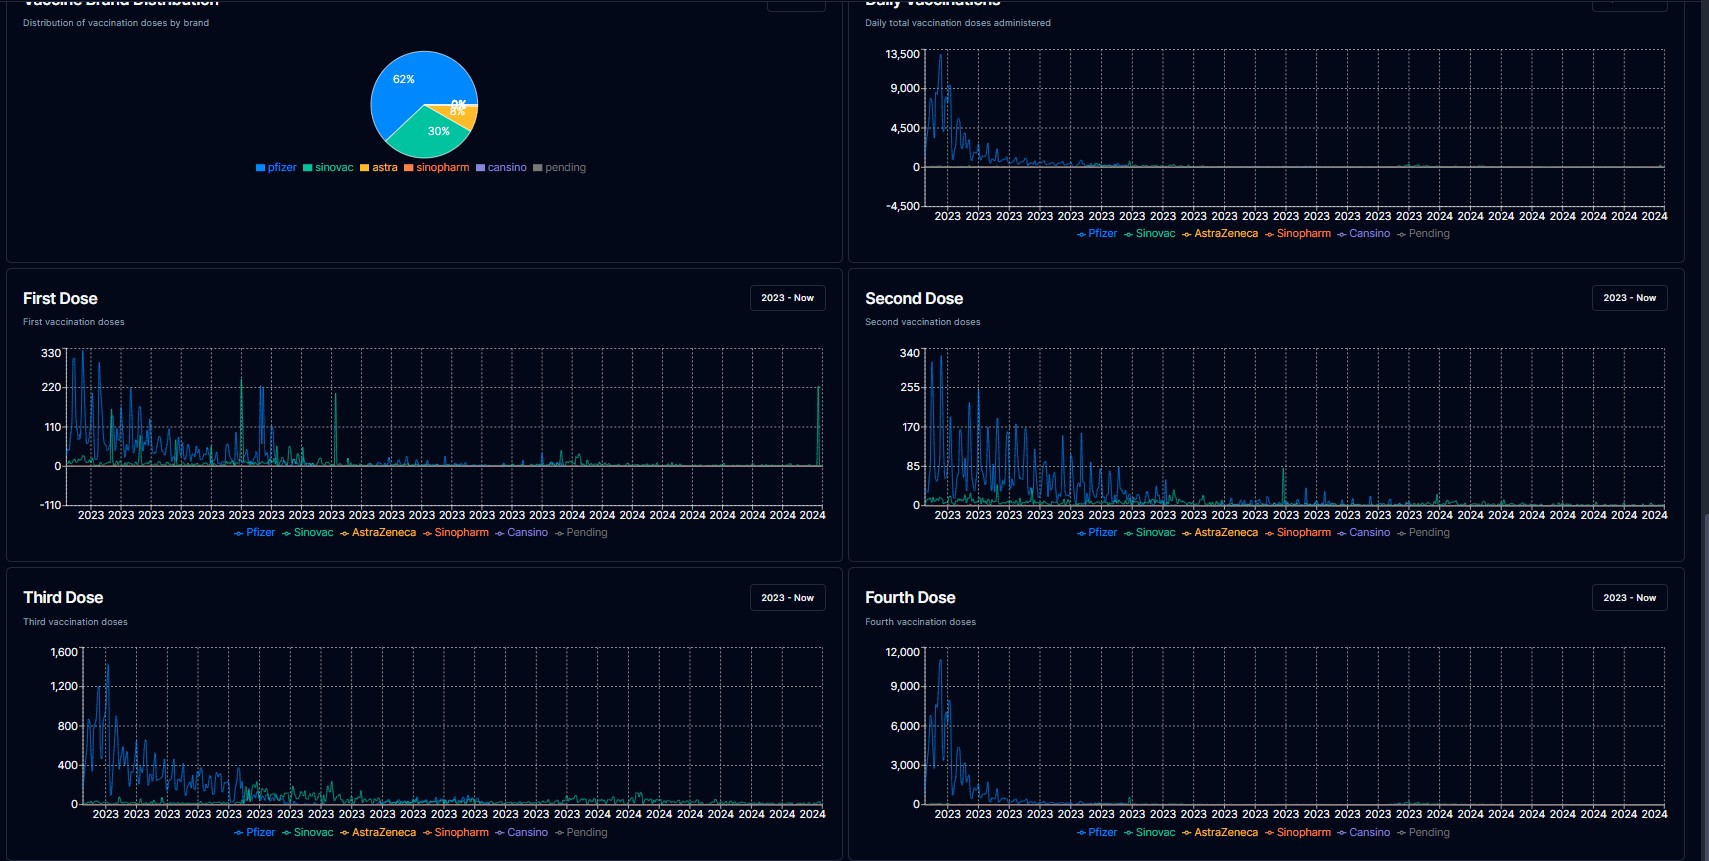 Vaccine Brand Distribution
Distribution of vaccination doses by brand
62%
0%
8%
30%
pfizer sinovac astra sinopharm cansino pending
Daily Vaccinations
Daily total vaccination doses administered
13,500
9,000
4,500
0
-4,500
2023 2023 2023 2023 2023 2023 2023 2023 2023 2023 2023 2023 2023 2023 2023 2023 2024 2024 2024 2024 2024 2024 2024 2024
Pfizer Sinovac AstraZeneca Sinopharm Cansino Pending
First Dose
2023 - Now
First vaccination doses
330
220
110
0
-110
2023 2023 2023 2023 2023 2023 2023 2023 2023 2023 2023 2023 2023 2023 2023 2023 2024 2024 2024 2024 2024 2024 2024 2024 2024
Pfizer Sinovac AstraZeneca Sinopharm Cansino Pending
Second Dose
2023 - Now
Second vaccination doses
340
255
170
85
0
2023 2023 2023 2023 2023 2023 2023 2023 2023 2023 2023 2023 2023 2023 2023 2023 2024 2024 2024 2024 2024 2024 2024 2024
Pfizer Sinovac AstraZeneca Sinopharm Cansino Pending
Third Dose
2023 - Now
Third vaccination doses
1,600
1,200
800
400
0
2023 2023 2023 2023 2023 2023 2023 2023 2023 2023 2023 2023 2023 2023 2023 2023 2024 2024 2024 2024 2024 2024 2024 2024
Pfizer Sinovac AstraZeneca Sinopharm Cansino Pending
Fourth Dose
2023 - Now
Fourth vaccination doses
12,000
9,000
6,000
3,000
0
2023 2023 2023 2023 2023 2023 2023 2023 2023 2023 2023 2023 2023 2023 2023 2023 2024 2024 2024 2024 2024 2024 2024 2024
Pfizer Sinovac AstraZeneca Sinopharm Cansino Pending